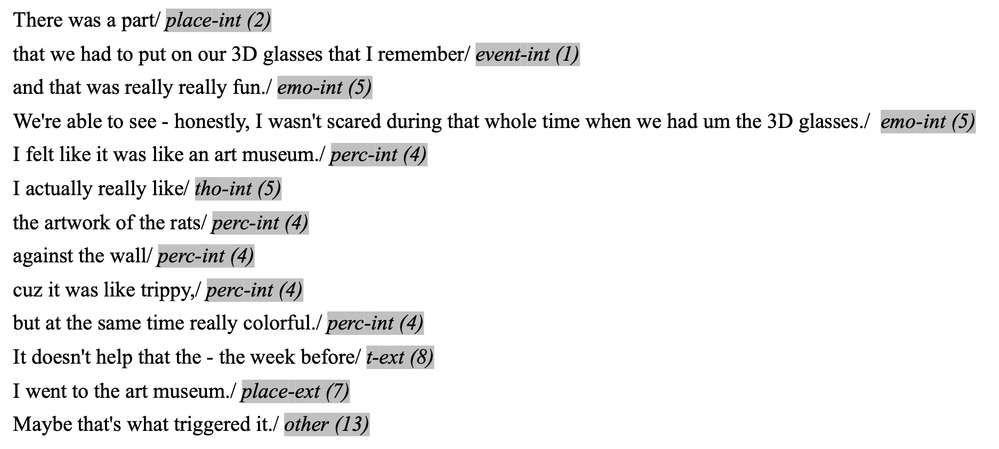 There was a part/ place-int (2)
that we had to put on our 3D glasses that I remember/ event-int (1)
and that was really really fun./ emo-int (5)
We're able to see - honestly, I wasn't scared during that whole time when we had um the 3D glasses./ emo-int (5)
I felt like it was like an art museum./ perc-int (4)
I actually really like/ tho-int (5)
the artwork of the rats/ perc-int (4)
against the wall/ perc-int (4)
cuz it was like trippy,/ perc-int (4)
but at the same time really colorful./ perc-int (4)
It doesn't help that the - the week before/ t-ext (8)
I went to the art museum./ place-ext (7)
Maybe that's what triggered it./ other (13)